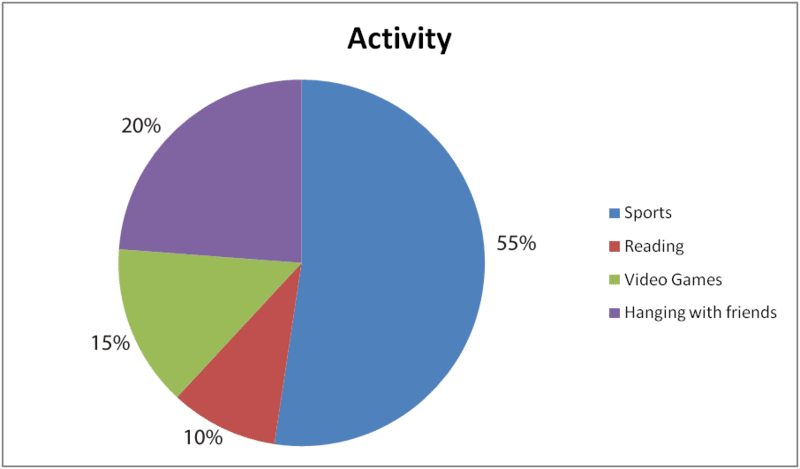 Activity
20%
55%
15%
10%
Sports
Reading
Video Games
Hanging with friends